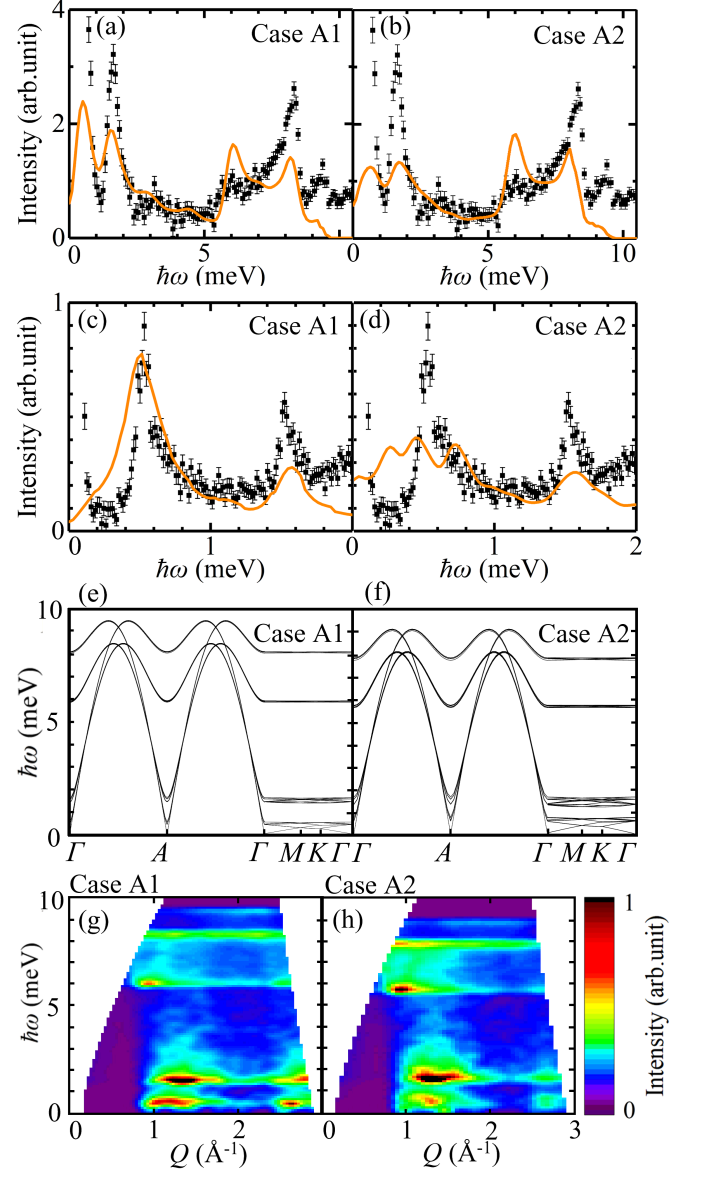 4
(a)
Case A1
(b)
Case A2
Intensity (arb.unit)
2
0
0
5
0
5
10
ħω (meV)
ħω (meV)
1
(c)
Case A1
(d)
Case A2
Intensity (arb.unit)
0
0
1
0
1
2
ħω (meV)
ħω (meV)
(e)
(f)
10
Case A1
Case A2
ħω (meV)
5
0
Γ A Γ M K Γ Γ A Γ M K Γ
Case A1
Case A2
10
(g)
(h)
1
ħω (meV)
5
Intensity (arb.unit)
0
0
0 1 2 0 1 2 3
Q (Å-1)
Q (Å-1)